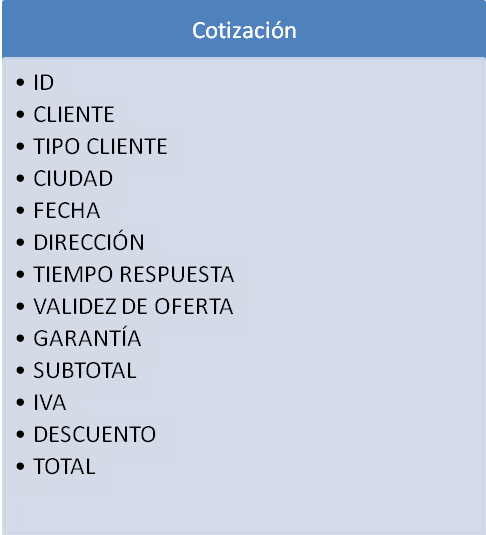 Cotización
• ID
• CLIENTE
• TIPO CLIENTE
• CIUDAD
• FECHA
• DIRECCIÓN
• TIEMPO RESPUESTA
• VALIDEZ DE OFERTA
• GARANTÍA
• SUBTOTAL
• IVA
• DESCUENTO
• TOTAL